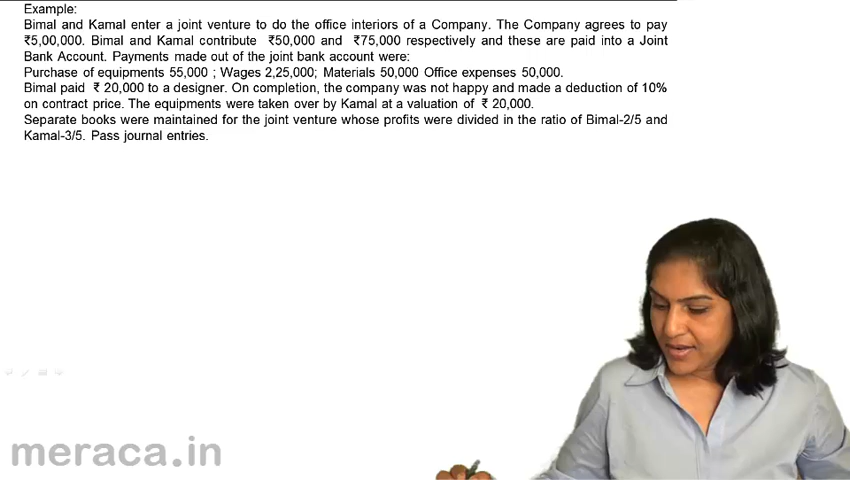 Example:
Bimal and Kamal enter a joint venture to do the office interiors of a Company. The Company agrees to pay
₹5,00,000. Bimal and Kamal contribute ₹50,000 and ₹75,000 respectively and these are paid into a Joint
Bank Account. Payments made out of the joint bank account were:
Purchase of equipments 55,000 ; Wages 2,25,000; Materials 50,000 Office expenses 50,000.
Bimal paid ₹ 20,000 to a designer. On completion, the company was not happy and made a deduction of 10%
on contract price. The equipments were taken over by Kamal at a valuation of ₹ 20,000.
Separate books were maintained for the joint venture whose profits were divided in the ratio of Bimal-2/5 and
Kamal-3/5. Pass journal entries.
meraca.in